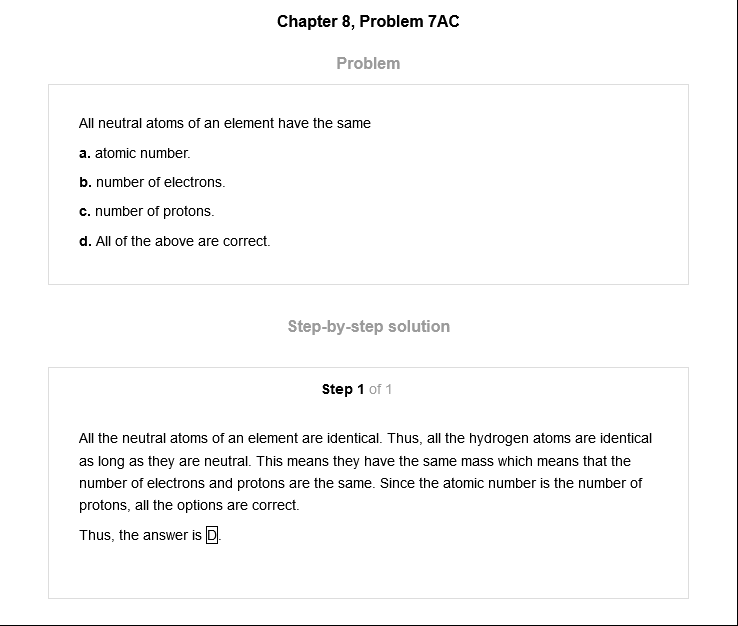 Chapter 8, Problem 7AC
Problem
All neutral atoms of an element have the same
a. atomic number.
b. number of electrons.
c. number of protons.
d. All of the above are correct.
Step-by-step solution
Step 1 of 1
All the neutral atoms of an element are identical. Thus, all the hydrogen atoms are identical
as long as they are neutral. This means they have the same mass which means that the
number of electrons and protons are the same. Since the atomic number is the number of
protons, all the options are correct.
Thus, the answer is D.